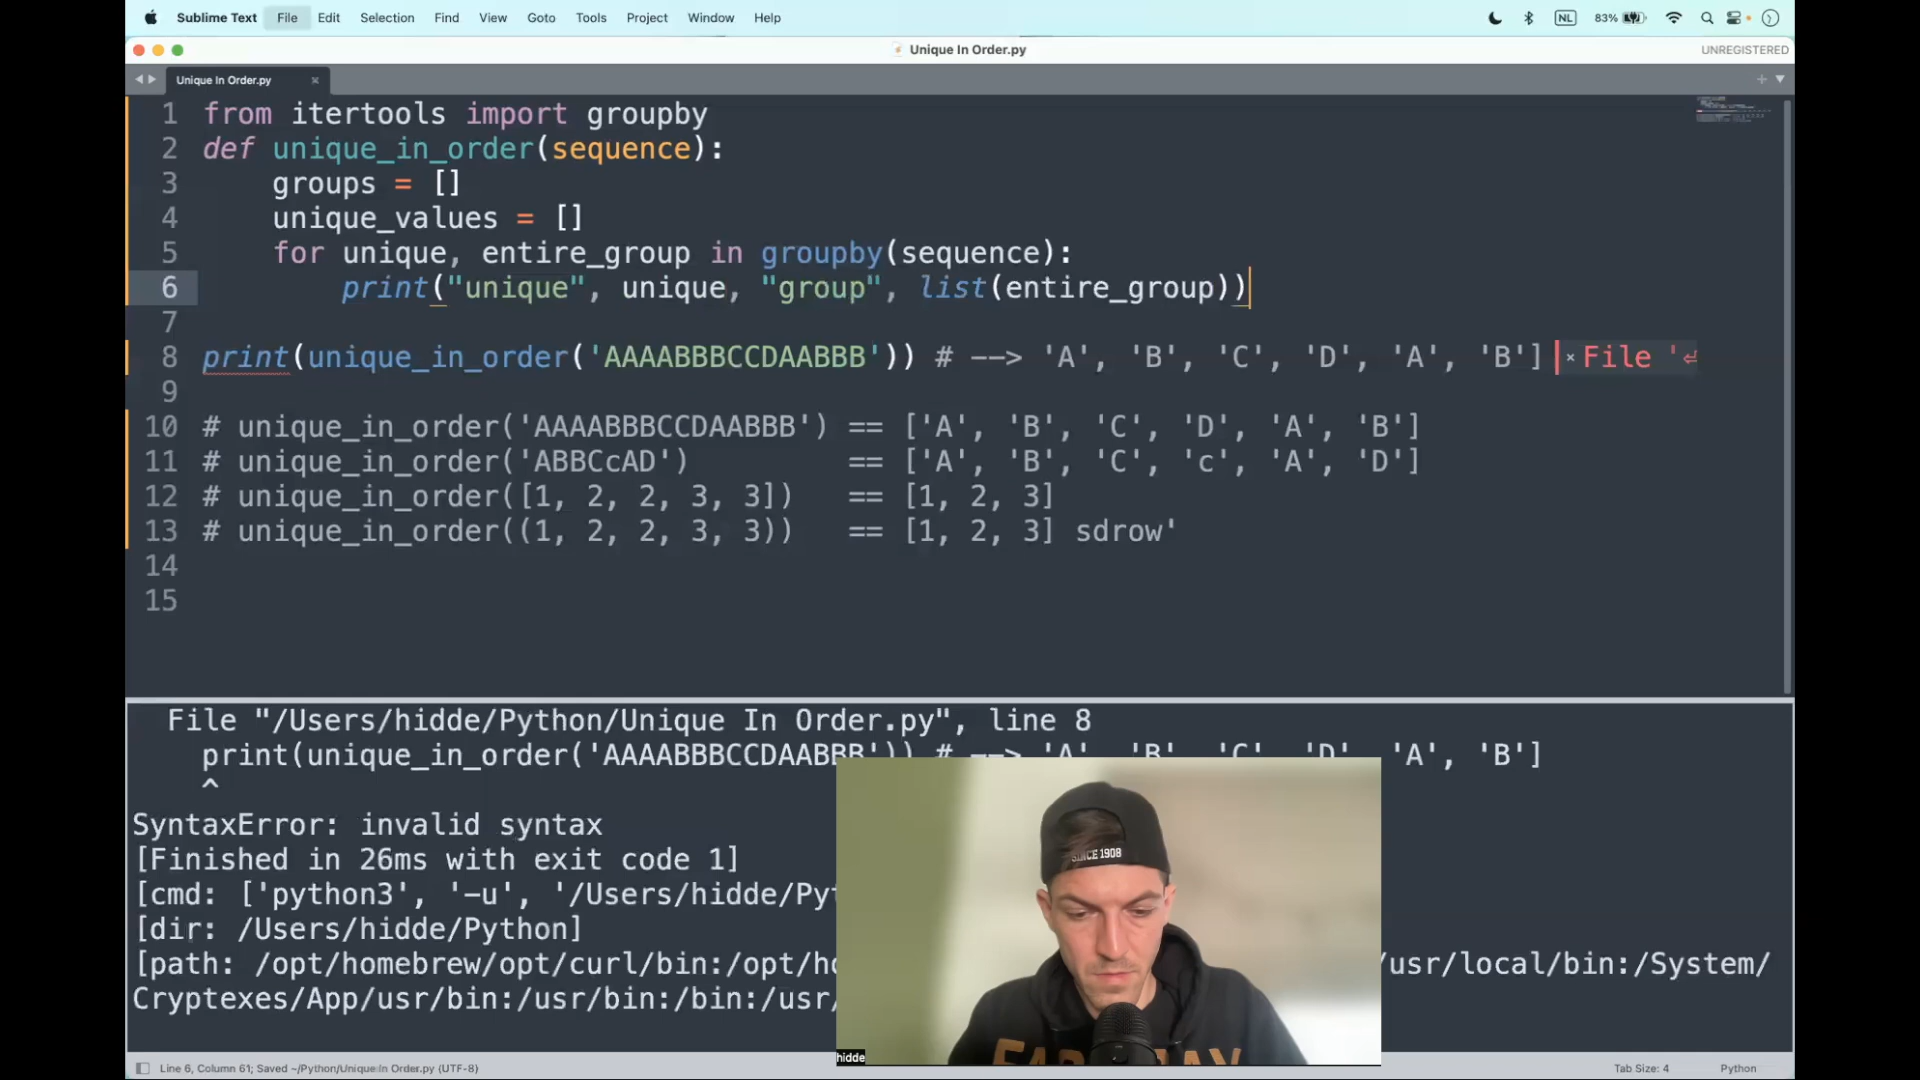 Sublime Text File Edit Selection Find View Goto Tools Project Window Help NL 83%
Unique In Order.py UNREGISTERED
Unique In Order.py ×
1 from itertools import groupby
2 def unique_in_order(sequence):
3 groups = []
4 unique_values = []
5 for unique, entire_group in groupby(sequence):
6 print("unique", unique, "group", list(entire_group))
7
8 print(unique_in_order('AAAABBBCCDAABBB')) # --> 'A', 'B', 'C', 'D', 'A', 'B'] × File '↵
9
10 # unique_in_order('AAAABBBCCDAABBB') == ['A', 'B', 'C', 'D', 'A', 'B']
11 # unique_in_order('ABBCcAD') == ['A', 'B', 'C', 'c', 'A', 'D']
12 # unique_in_order([1, 2, 2, 3, 3]) == [1, 2, 3]
13 # unique_in_order((1, 2, 2, 3, 3)) == [1, 2, 3] sdrow'
14
15
File "/Users/hidde/Python/Unique In Order.py", line 8
print(unique_in_order('AAAABBBCCDAABBB')) # --> 'A', 'B', 'C', 'D', 'A', 'B']
^
SyntaxError: invalid syntax
[Finished in 26ms with exit code 1]
[cmd: ['python3', '-u', '/Users/hidde/Pyt
[dir: /Users/hidde/Python]
[path: /opt/homebrew/opt/curl/bin:/opt/ho /usr/local/bin:/System/
Cryptexes/App/usr/bin:/usr/bin:/bin:/usr/
SINCE 1908
hidde
Line 6, Column 61; Saved ~/Python/Unique In Order.py (UTF-8) Tab Size: 4 Python